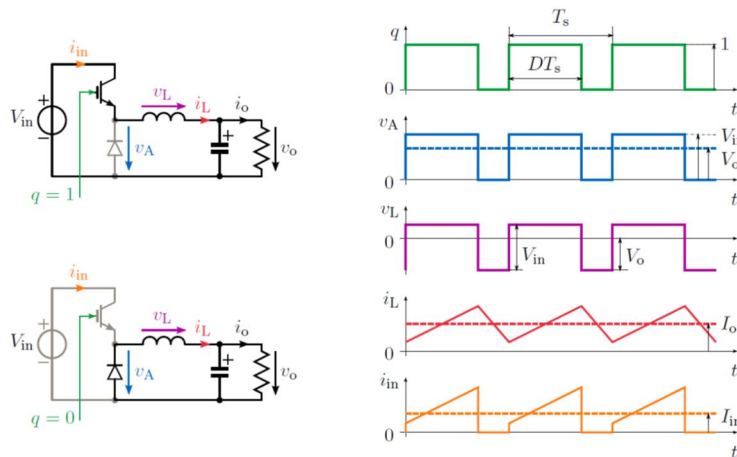 i_in
v_L
i_L
i_o
V_in
+
−
v_A
+
v_o
q = 1
i_in
v_L
i_L
i_o
V_in
+
−
v_A
+
v_o
q = 0
q
T_s
DT_s
1
0
t
v_A
V_in
V_o
0
t
v_L
0
V_in
V_o
t
i_L
I_o
0
t
i_in
I_in
0
t